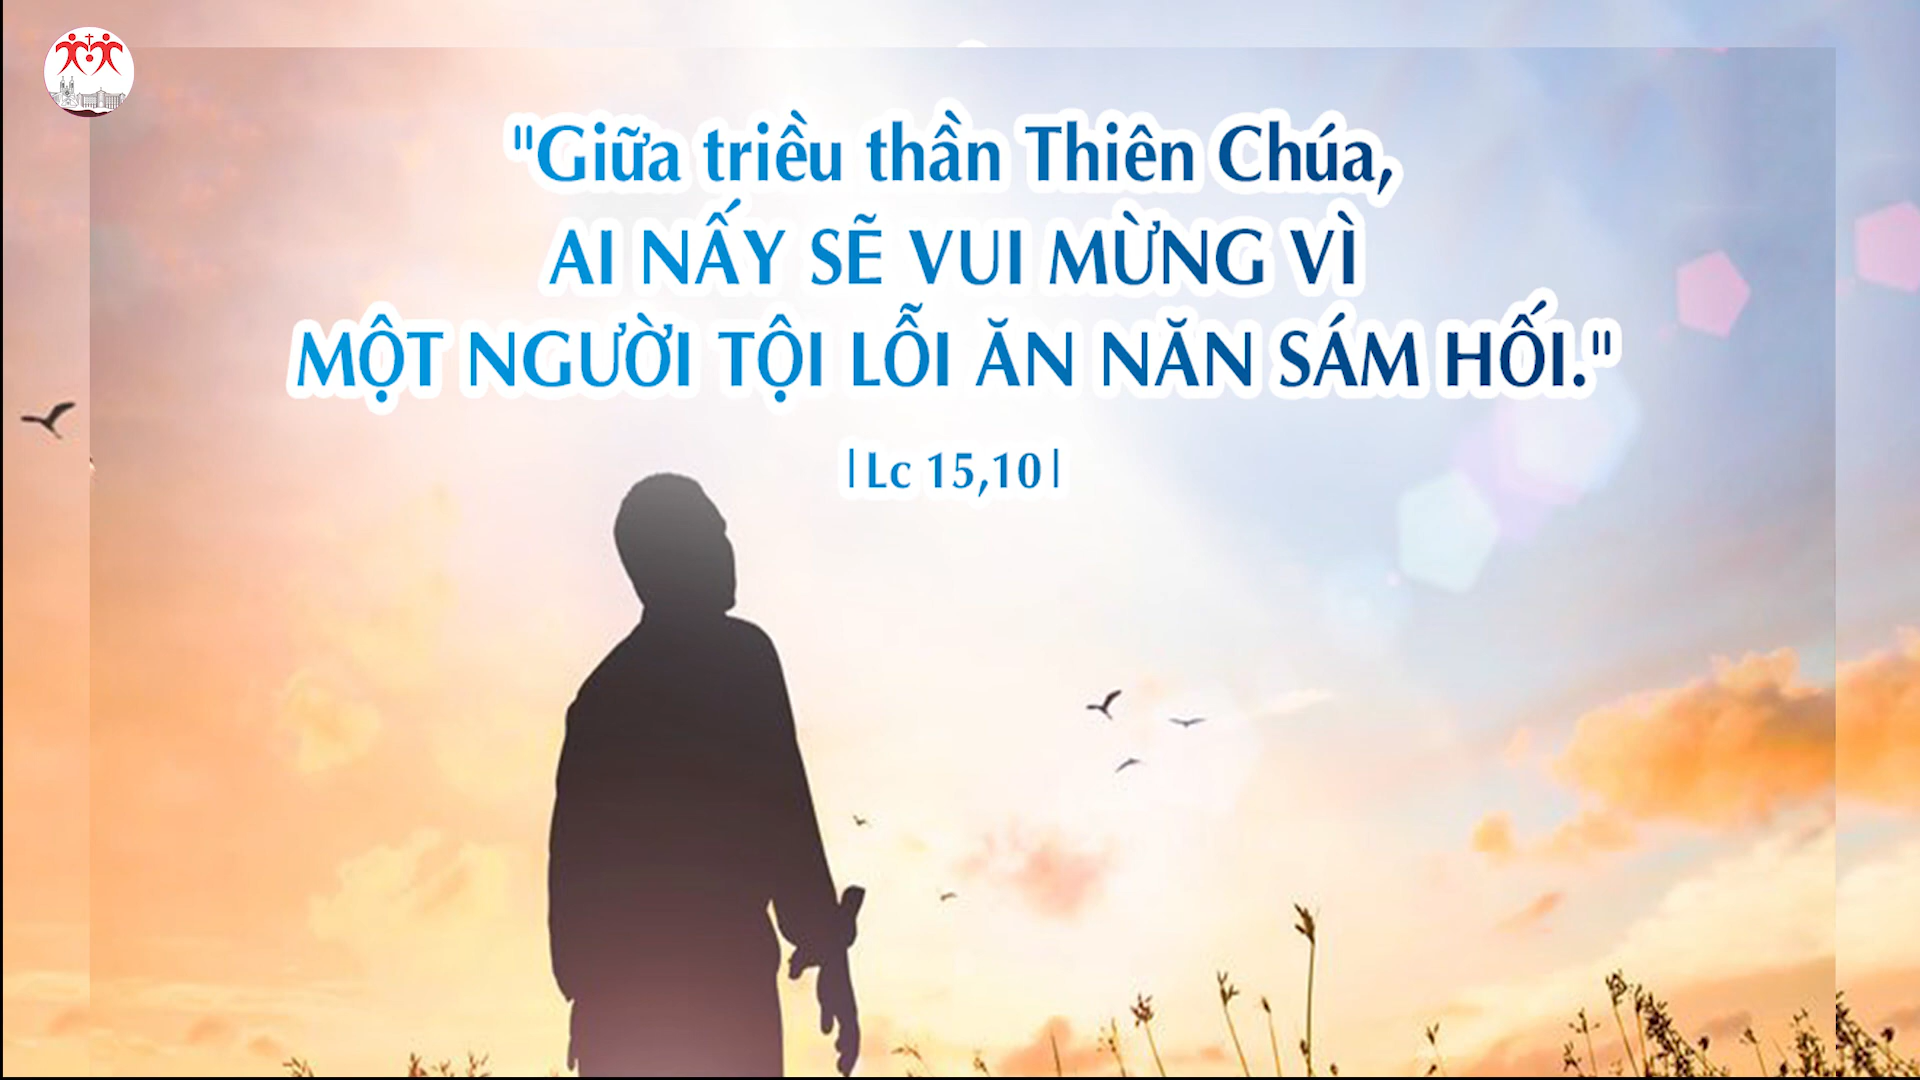 "Giữa triều thần Thiên Chúa,
AI NẤY SẼ VUI MỪNG VÌ
MỘT NGƯỜI TỘI LỖI ĂN NĂN SÁM HỐI."
|Lc 15,10|